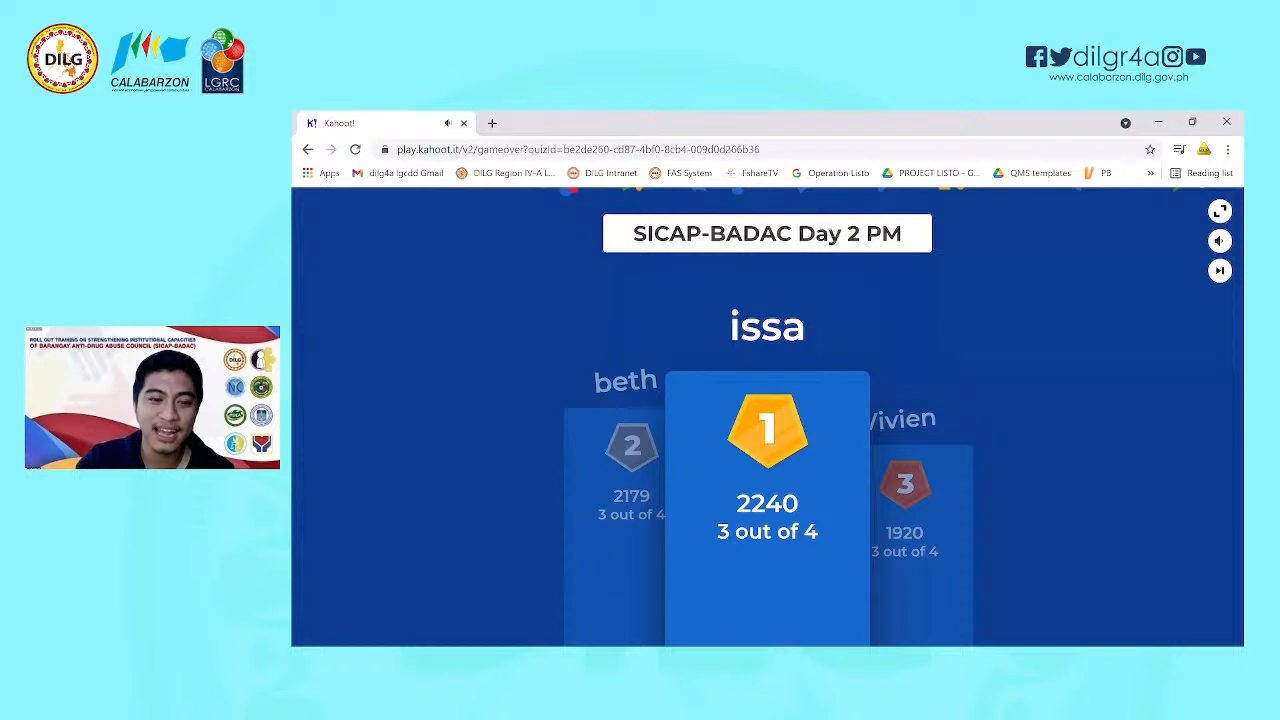 DILG
CALABARZON
LGRC
CALABARZON
dilgr4a
www.calabarzon.dilg.gov.ph
Kahoot!
play.kahoot.it/v2/gameover?quizId=be2de260-cd87-4bf0-8cb4-009d0d266b36
Apps
dilg4a lgcdd Gmail
DILG Region IV-A L...
DILG Intranet
FAS System
FshareTV
Operation Listo
PROJECT LISTO - G...
QMS templates
PB
»
Reading list
SICAP-BADAC Day 2 PM
issa
beth
Vivien
1
2
3
2240
3 out of 4
2179
3 out of 4
1920
3 out of 4
ROLL OUT TRAINING ON STRENGTHENING INSTITUTIONAL CAPACITIES
OF BARANGAY ANTI-DRUG ABUSE COUNCIL (SICAP-BADAC)
DILG